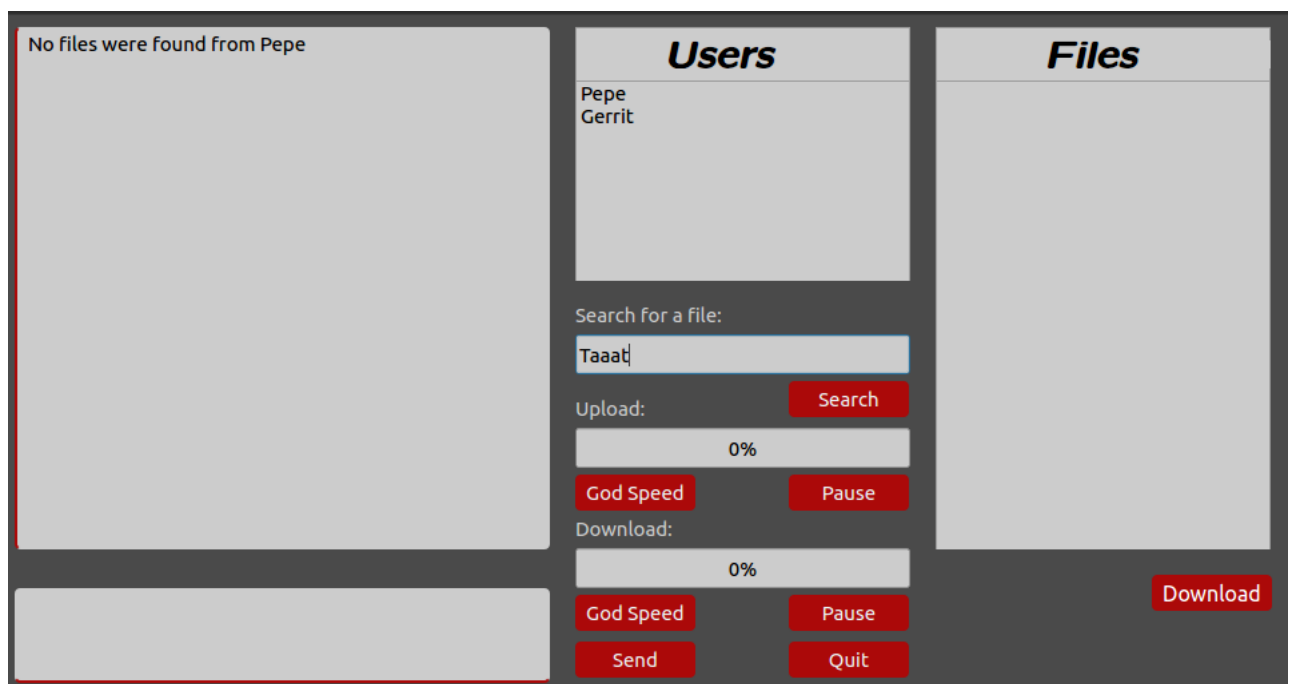 No files were found from Pepe
Users
Pepe
Gerrit
Search for a file:
Taaat
Search
Upload:
0%
God Speed
Pause
Download:
0%
God Speed
Pause
Send
Quit
Files
Download